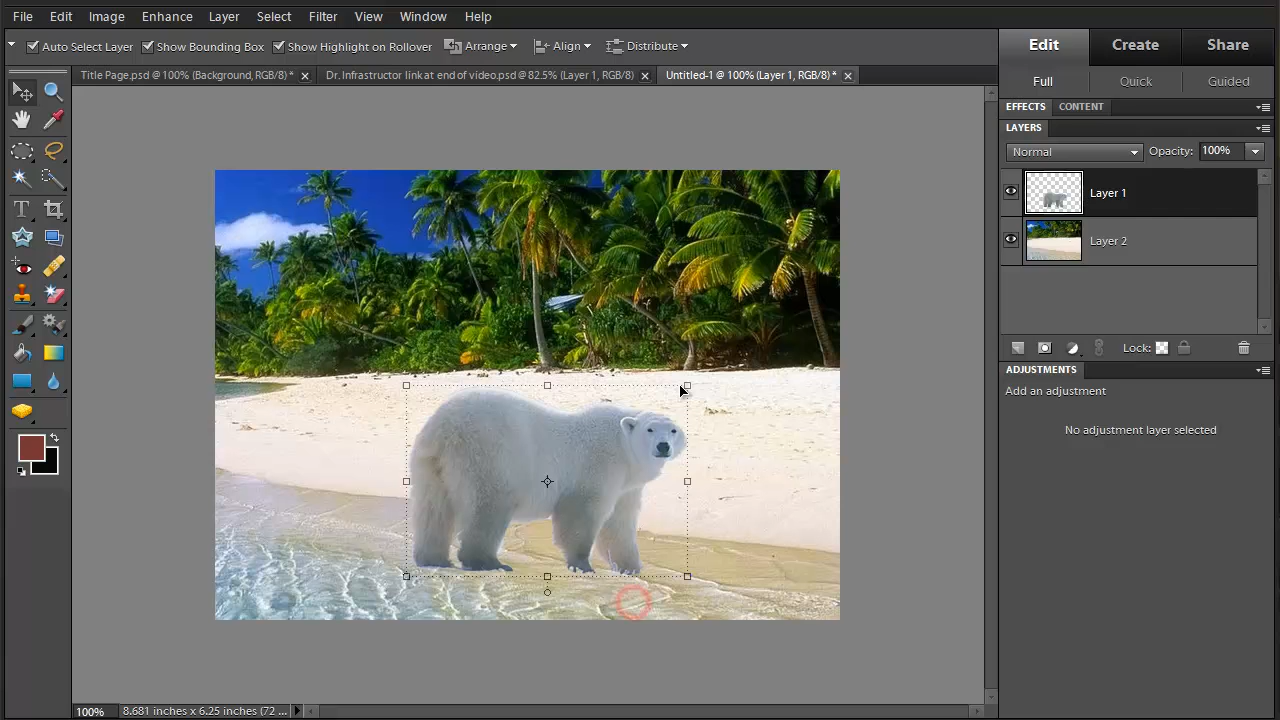 File Edit Image Enhance Layer Select Filter View Window Help
Auto Select Layer Show Bounding Box Show Highlight on Rollover Arrange Align Distribute
Edit Create Share
Title Page.psd @ 100% (Background, RGB/8) * Dr. Infrastructor link at end of video.psd @ 82.5% (Layer 1, RGB/8) Untitled-1 @ 100% (Layer 1, RGB/8) *
Full Quick Guided
EFFECTS CONTENT
LAYERS
Normal Opacity: 100%
Layer 1
Layer 2
Lock:
ADJUSTMENTS
Add an adjustment
No adjustment layer selected
T
100% 8.681 inches x 6.25 inches (72 ...